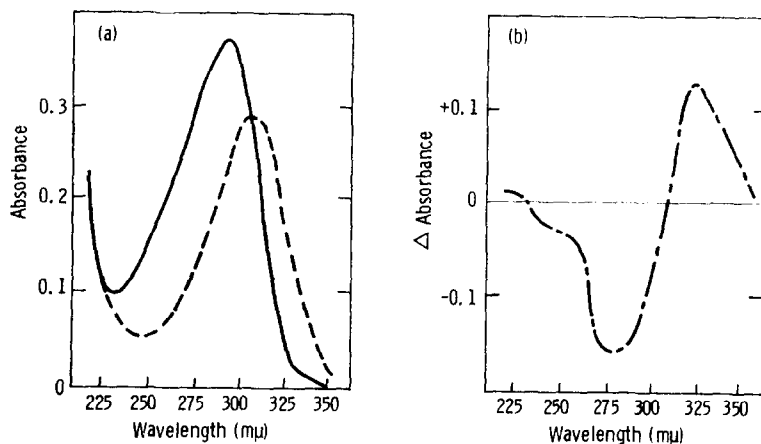 (a)
Absorbance
0.3
0.2
0.1
0
225 250 275 300 325 350
Wavelength (mμ)
(b)
△ Absorbance
+0.1
0
-0.1
225 250 275 300 325 350
Wavelength (mμ)